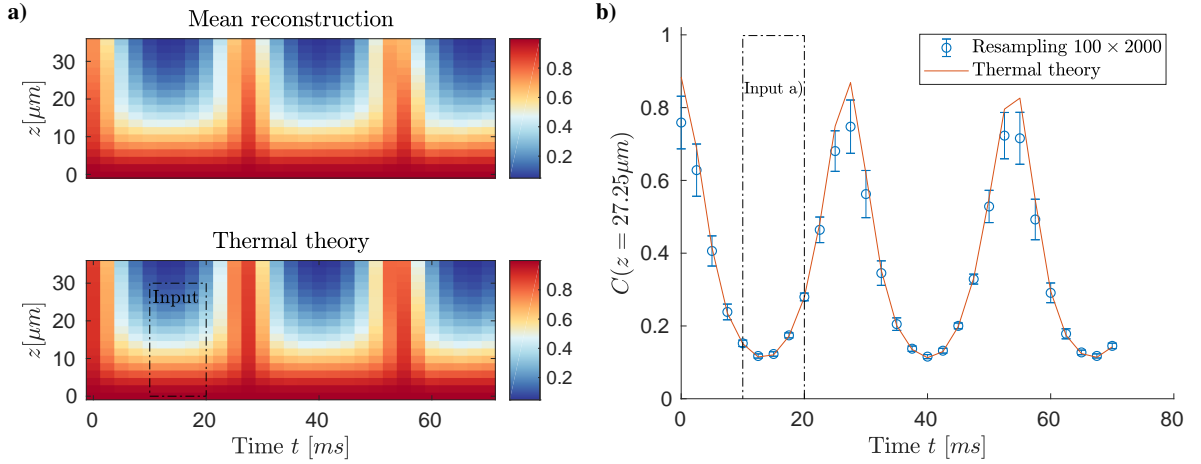 a)
Mean reconstruction
z[μm]
30
20
10
0
0.8
0.6
0.4
0.2
Thermal theory
z[μm]
30
20
10
0
Input
0.8
0.6
0.4
0.2
0 20 40 60
Time t [ms]
b)
C(z = 27.25μm)
1
0.8
0.6
0.4
0.2
0
Input a)
Resampling 100 × 2000
Thermal theory
0 20 40 60 80
Time t [ms]